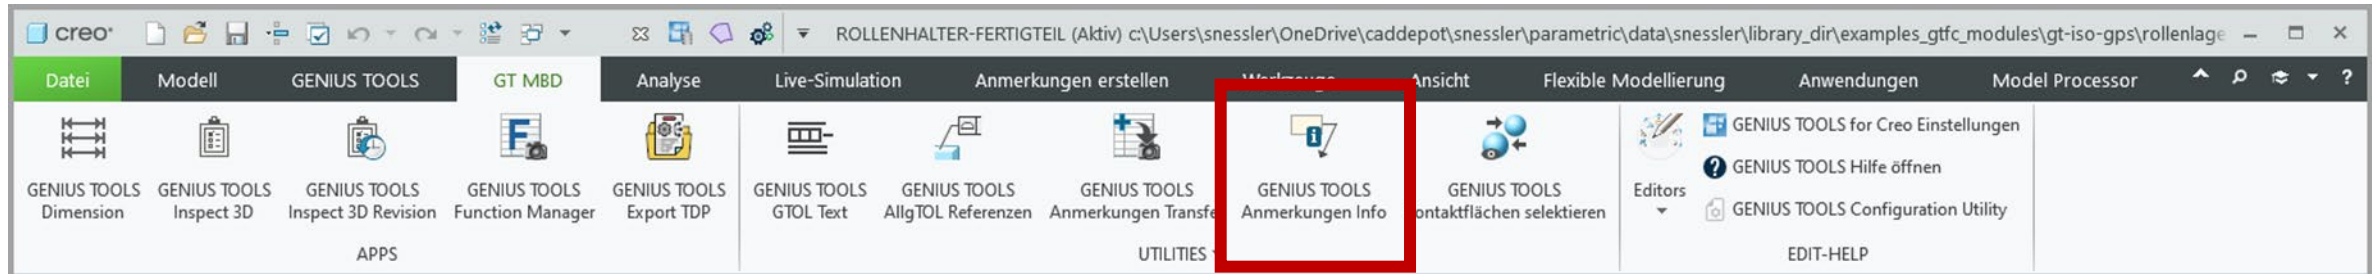 creo
ROLLENHALTER-FERTIGTEIL (Aktiv) c:\Users\snessler\OneDrive\caddepot\snessler\parametric\data\snessler\library_dir\examples_gtfc_modules\gt-iso-gps\rollenlage
Datei Modell GENIUS TOOLS GT MBD Analyse Live-Simulation Anmerkungen erstellen Werkzeuge Ansicht Flexible Modellierung Anwendungen Model Processor ?
GENIUS TOOLS
Dimension
GENIUS TOOLS
Inspect 3D
GENIUS TOOLS
Inspect 3D Revision
GENIUS TOOLS
Function Manager
GENIUS TOOLS
Export TDP
APPS
GENIUS TOOLS
GTOL Text
GENIUS TOOLS
AllgTOL Referenzen
GENIUS TOOLS
Anmerkungen Transfe
GENIUS TOOLS
Anmerkungen Info
GENIUS TOOLS
ontaktflächen selektieren
UTILITIES
Editors
GENIUS TOOLS for Creo Einstellungen
GENIUS TOOLS Hilfe öffnen
GENIUS TOOLS Configuration Utility
EDIT-HELP